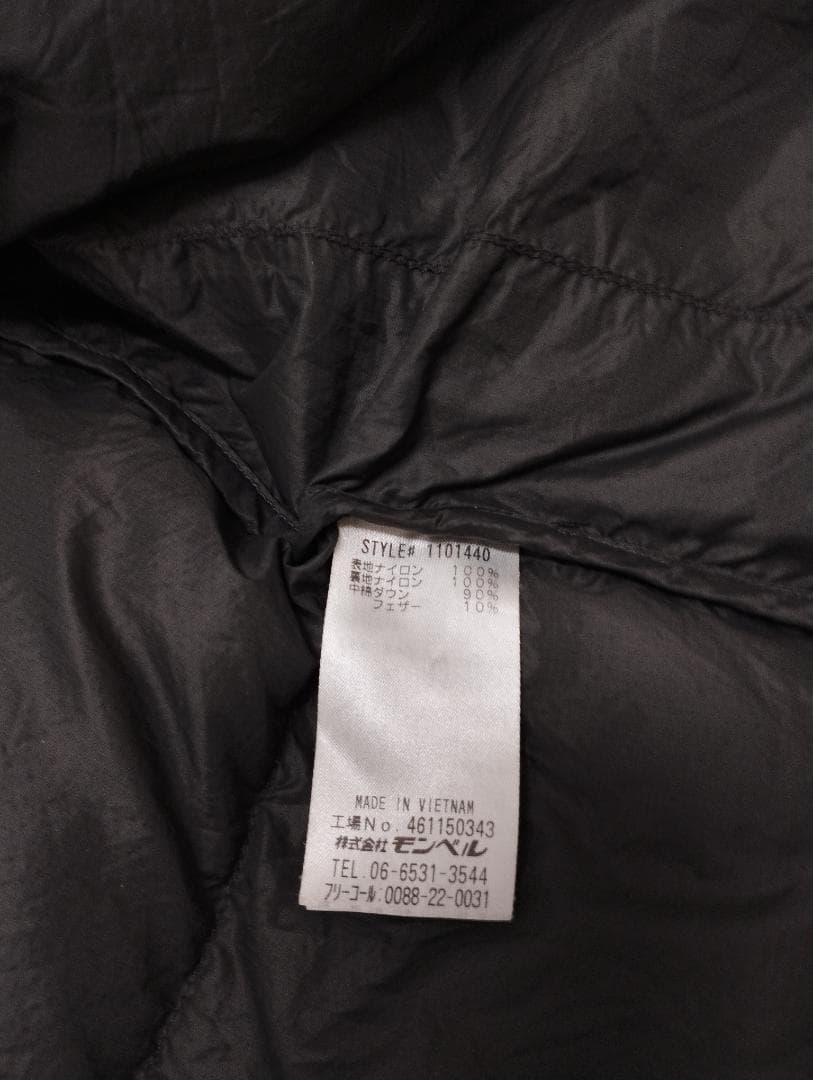 STYLE# 1101440
表地ナイロン 100%
裏地ナイロン 100%
中綿ダウン 90%
フェザー 10%
MADE IN VIETNAM
工場No. 461150343
株式会社 モンベル
TEL. 06-6531-3544
フリーコール:0088-22-0031